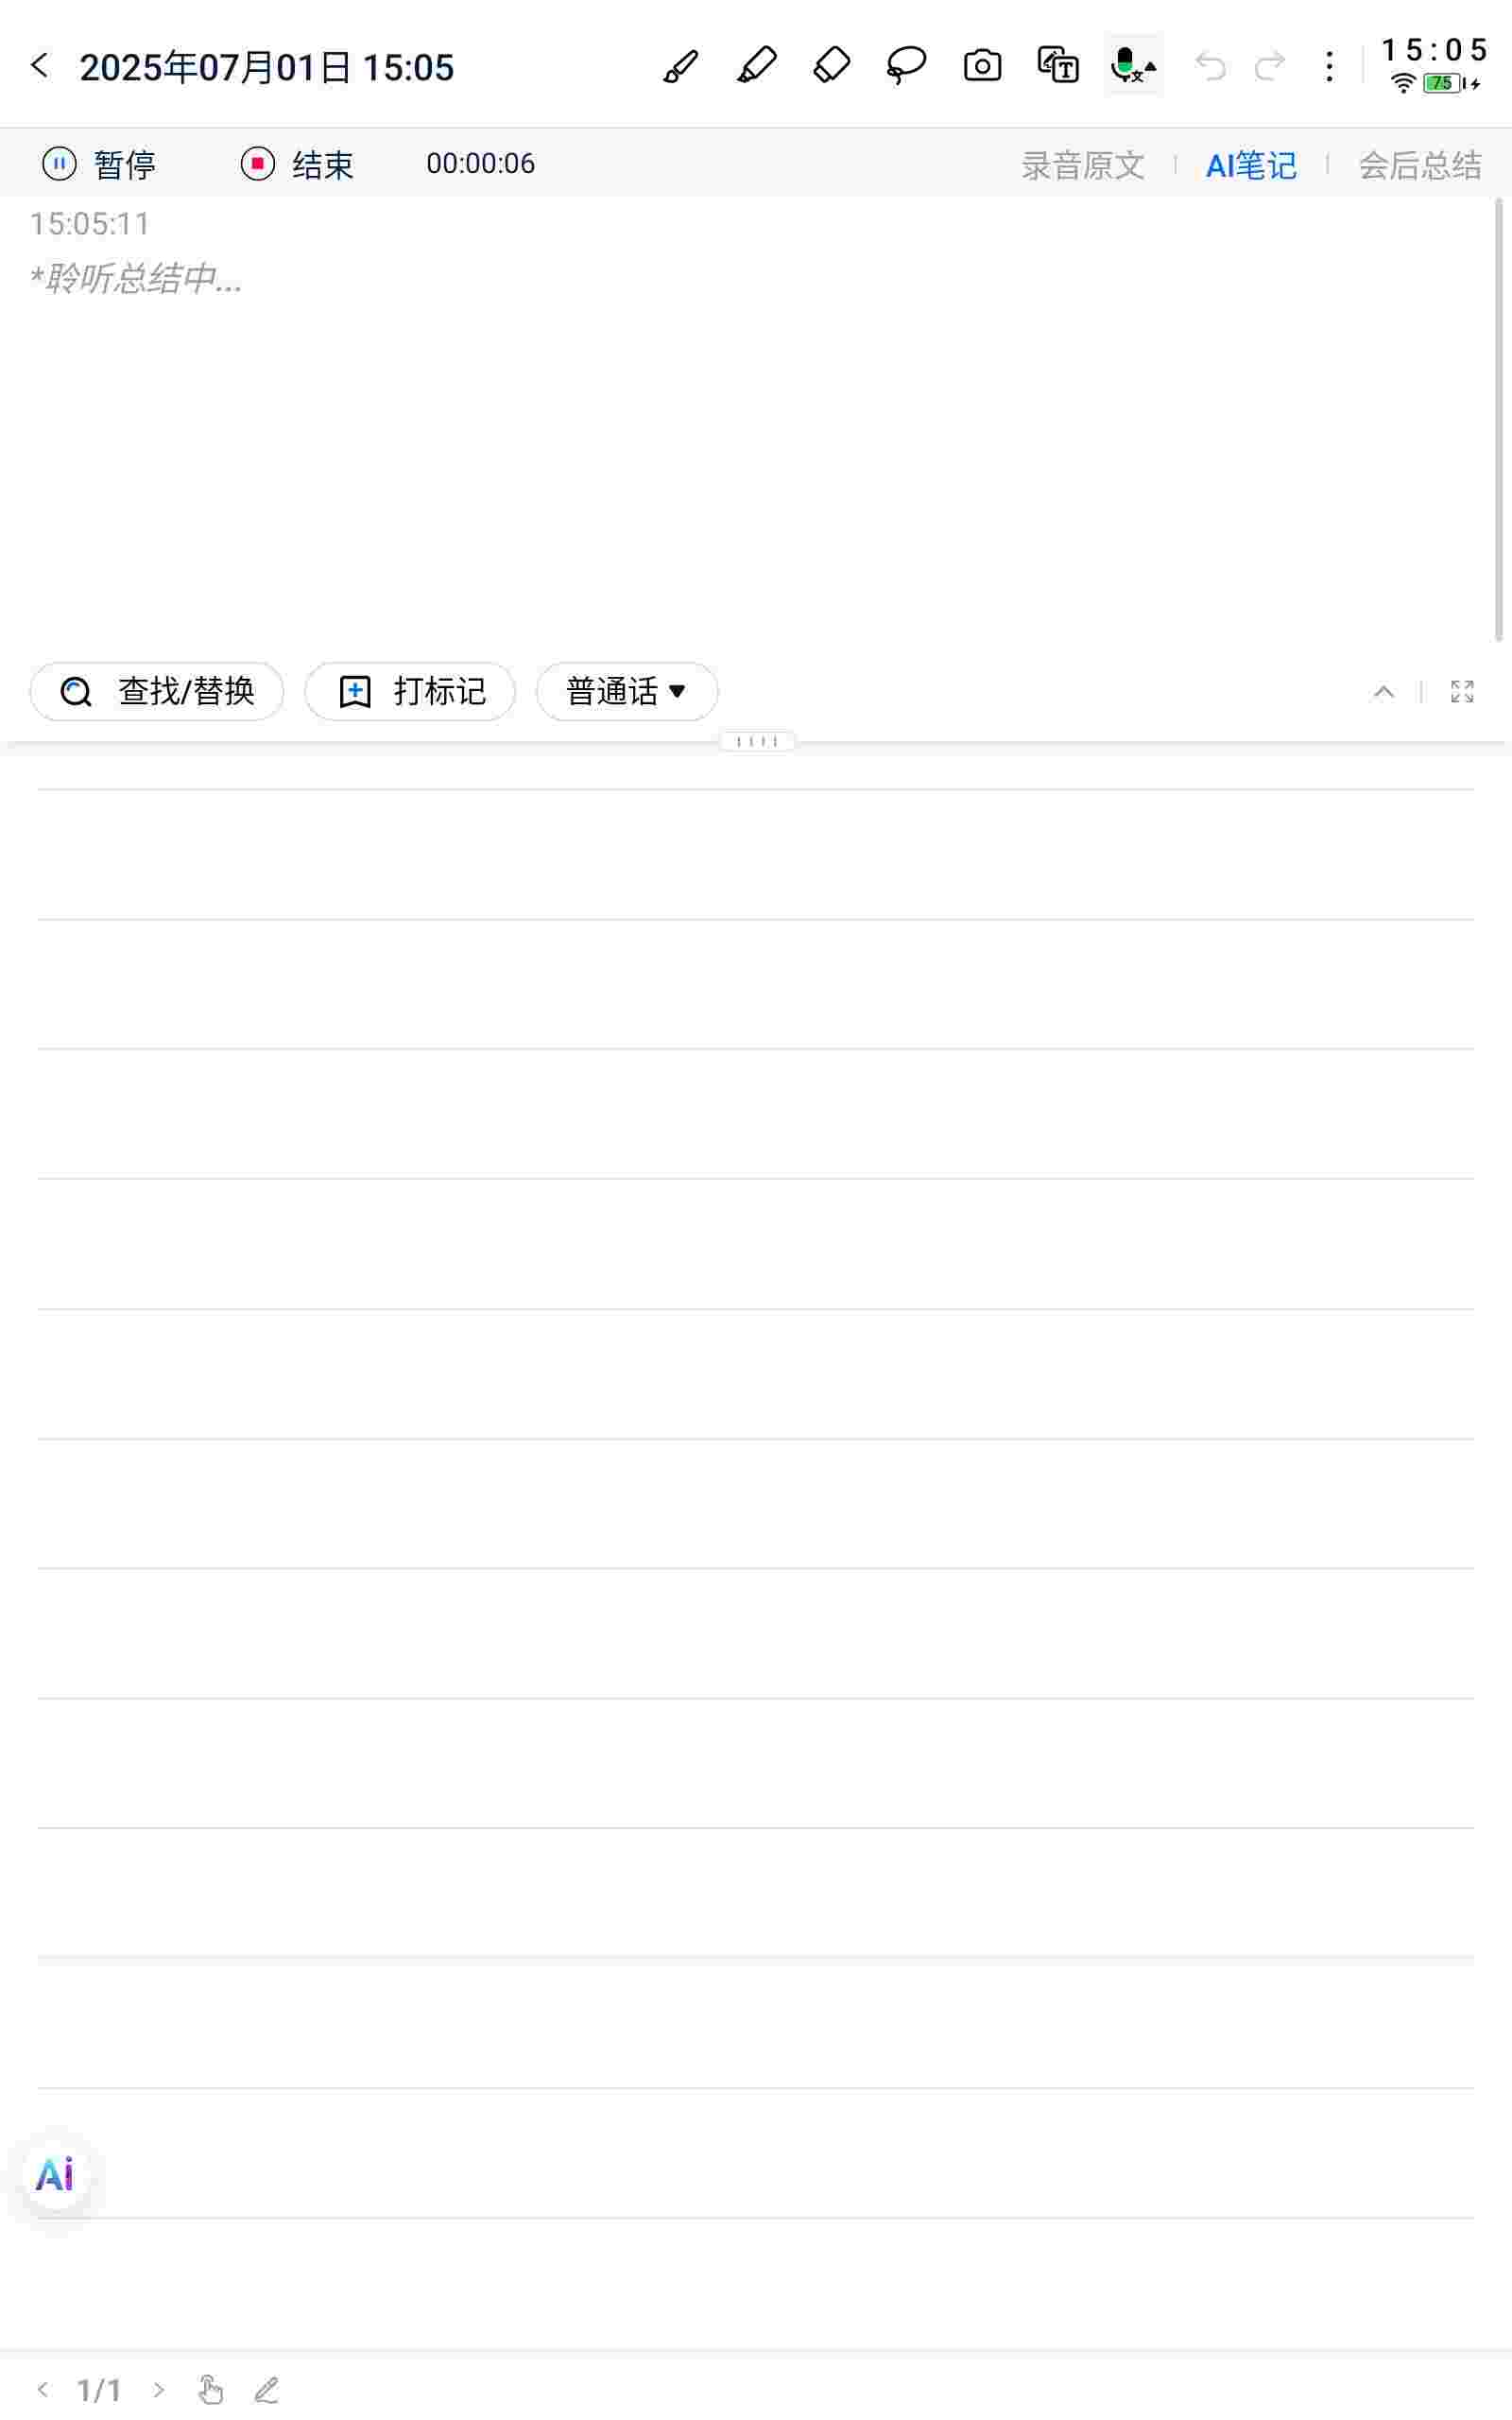 2025年07月01日 15:05
15:05
75
暂停 结束 00:00:06 录音原文 AI笔记 会后总结
15:05:11
*聆听总结中...
查找/替换 打标记 普通话
Ai
1/1